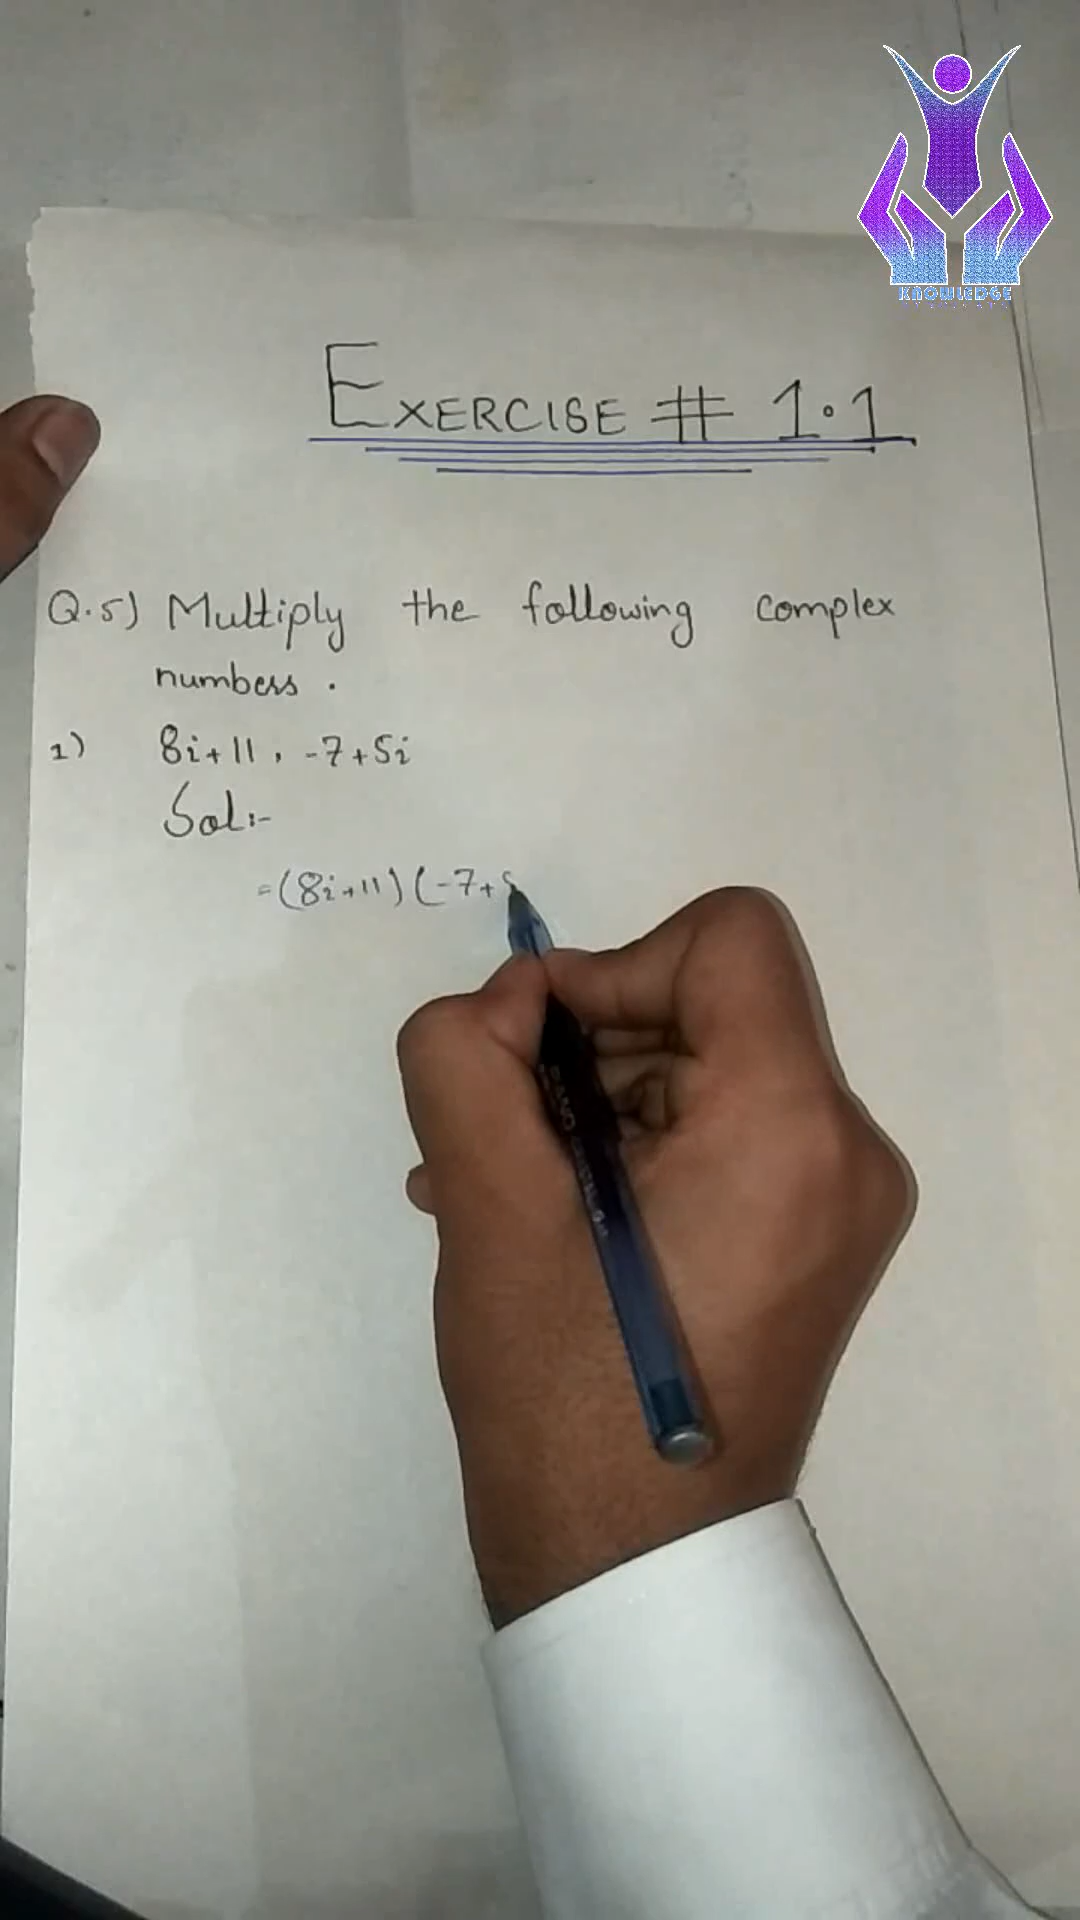 KNOWLEDGE
EXERCISE # 1.1
Q.5) Multiply the following complex
numbers.
1) 8i+11, -7+5i
Sol:-
=(8i+11)(-7+5